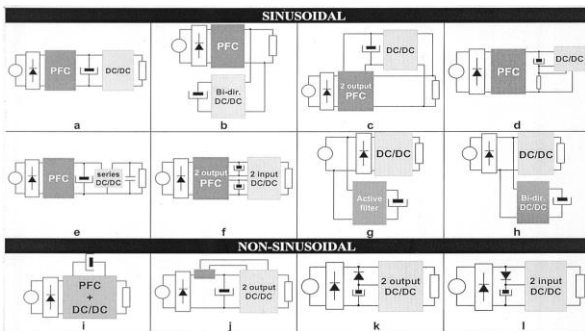 SINUSOIDAL
PFC DC/DC
a
PFC
Bi-dir.
DC/DC
b
DC/DC
2 output
PFC
c
PFC DC/DC
d
PFC series
DC/DC
e
2 output
PFC 2 input
DC/DC
f
DC/DC
Active
filter
g
DC/DC
Bi-dir.
DC/DC
h
NON-SINUSOIDAL
PFC
+
DC/DC
i
2 output
DC/DC
j
2 output
DC/DC
k
2 input
DC/DC
l